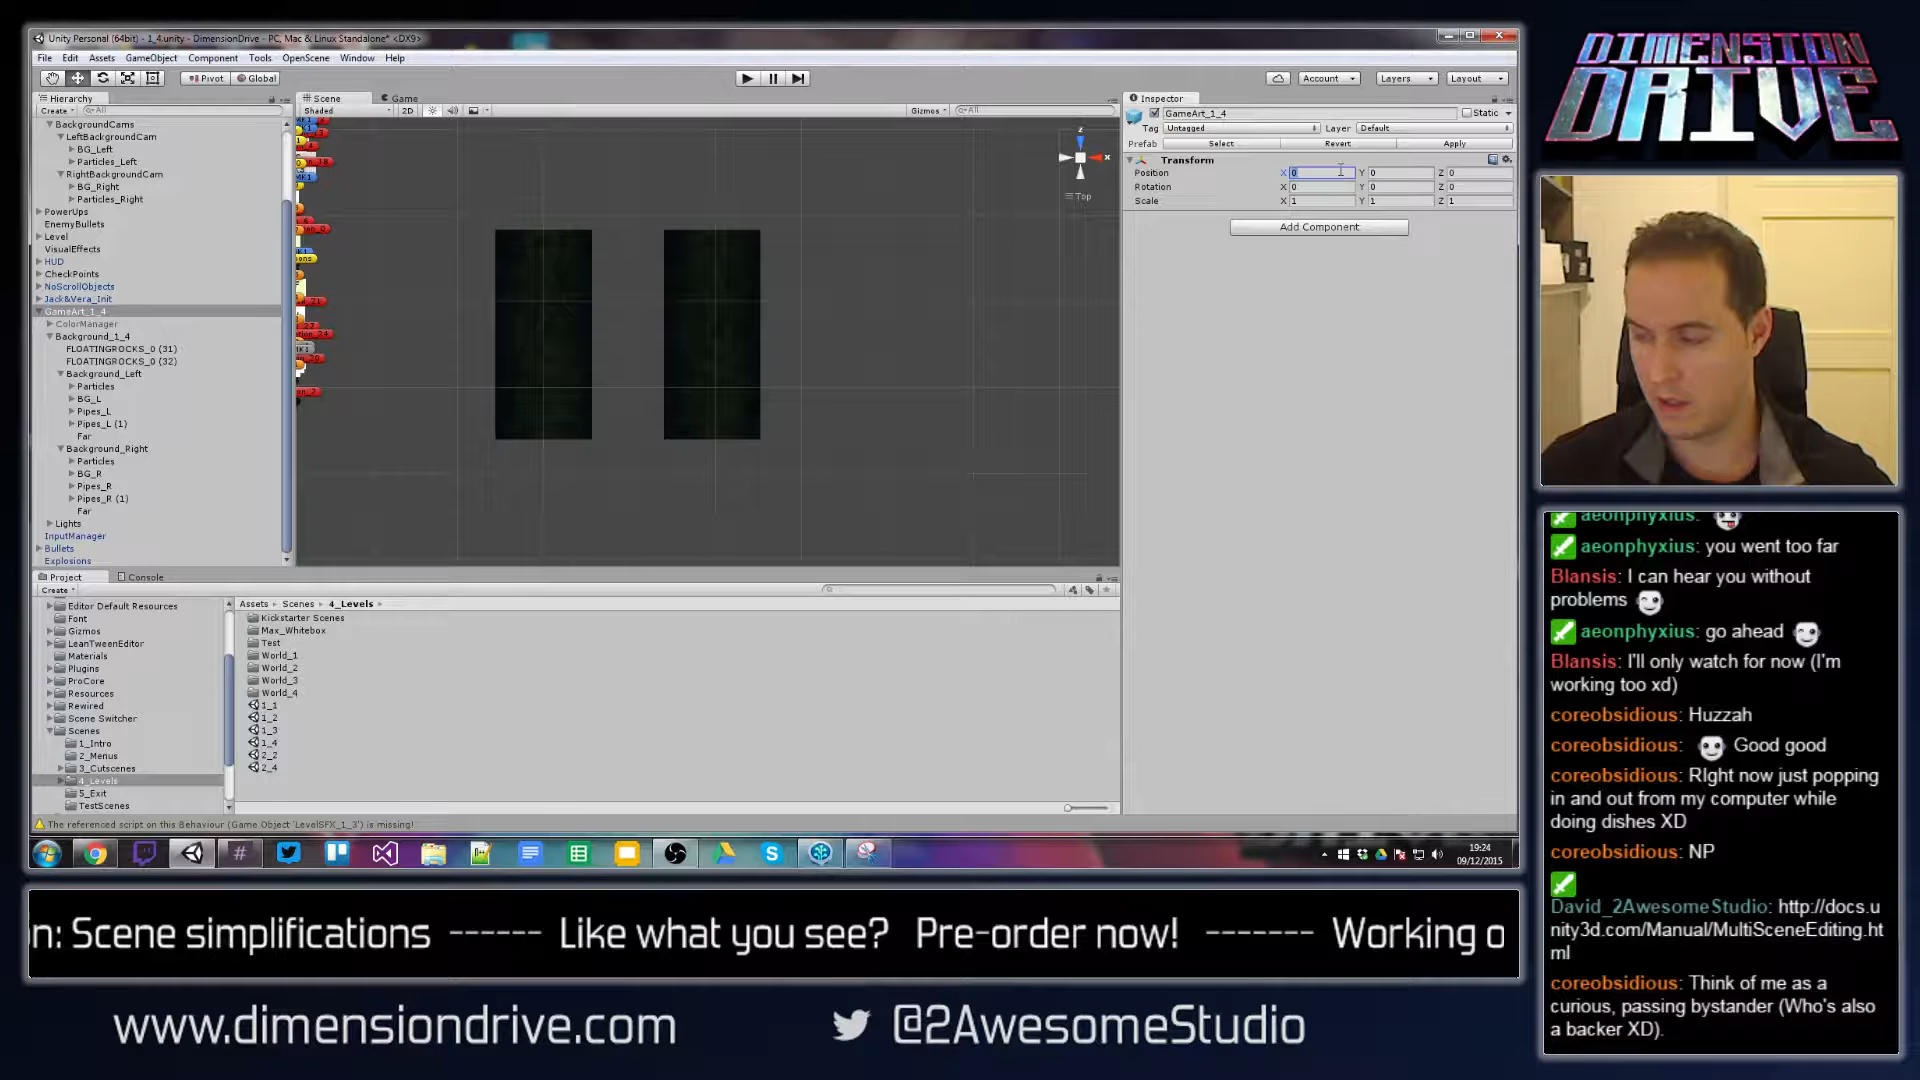 Unity Personal (64bit) - 1_4.unity - DimensionDrive - PC, Mac & Linux Standalone* <DX9>
File Edit Assets GameObject Component Tools OpenScene Window Help
Pivot Global Account Layers Layout
Hierarchy
Create All
BackgroundCams
LeftBackgroundCam
BG_Left
Particles_Left
RightBackgroundCam
BG_Right
Particles_Right
PowerUps
EnemyBullets
Level
VisualEffects
HUD
CheckPoints
NoScrollObjects
Jack&Vera_Init
GameArt_1_4
ColorManager
Background_1_4
FLOATINGROCKS_0 (31)
FLOATINGROCKS_0 (32)
Background_Left
Particles
BG_L
Pipes_L
Pipes_L (1)
Far
Background_Right
Particles
BG_R
Pipes_R
Pipes_R (1)
Far
Lights
InputManager
Bullets
Explosions
Scene Game
Shaded 2D Gizmos All
z
x
Top
Inspector
GameArt_1_4 Static
Tag Untagged Layer Default
Prefab Select Revert Apply
Transform
Position X 0 Y 0 Z 0
Rotation X 0 Y 0 Z 0
Scale X 1 Y 1 Z 1
Add Component
Project Console
Create
Editor Default Resources
Font
Gizmos
LeanTweenEditor
Materials
Plugins
ProCore
Resources
Rewired
Scene Switcher
Scenes
1_Intro
2_Menus
3_Cutscenes
4_Levels
5_Exit
TestScenes
Assets Scenes 4_Levels
Kickstarter Scenes
Max_Whitebox
Test
World_1
World_2
World_3
World_4
1_1
1_2
1_3
1_4
2_2
2_4
The referenced script on this Behaviour (Game Object 'LevelSFX_1_3') is missing!
19:24
09/12/2015
DIMENSION
DRIVE
aeonphyxius:
aeonphyxius: you went too far
Blansis: I can hear you without
problems
aeonphyxius: go ahead
Blansis: I'll only watch for now (I'm
working too xd)
coreobsidious: Huzzah
coreobsidious: Good good
coreobsidious: RIght now just popping
in and out from my computer while
doing dishes XD
coreobsidious: NP
David_2AwesomeStudio: http://docs.u
nity3d.com/Manual/MultiSceneEditing.ht
ml
coreobsidious: Think of me as a
curious, passing bystander (Who's also
a backer XD).
n: Scene simplifications ------ Like what you see? Pre-order now! ------- Working o
www.dimensiondrive.com @2AwesomeStudio